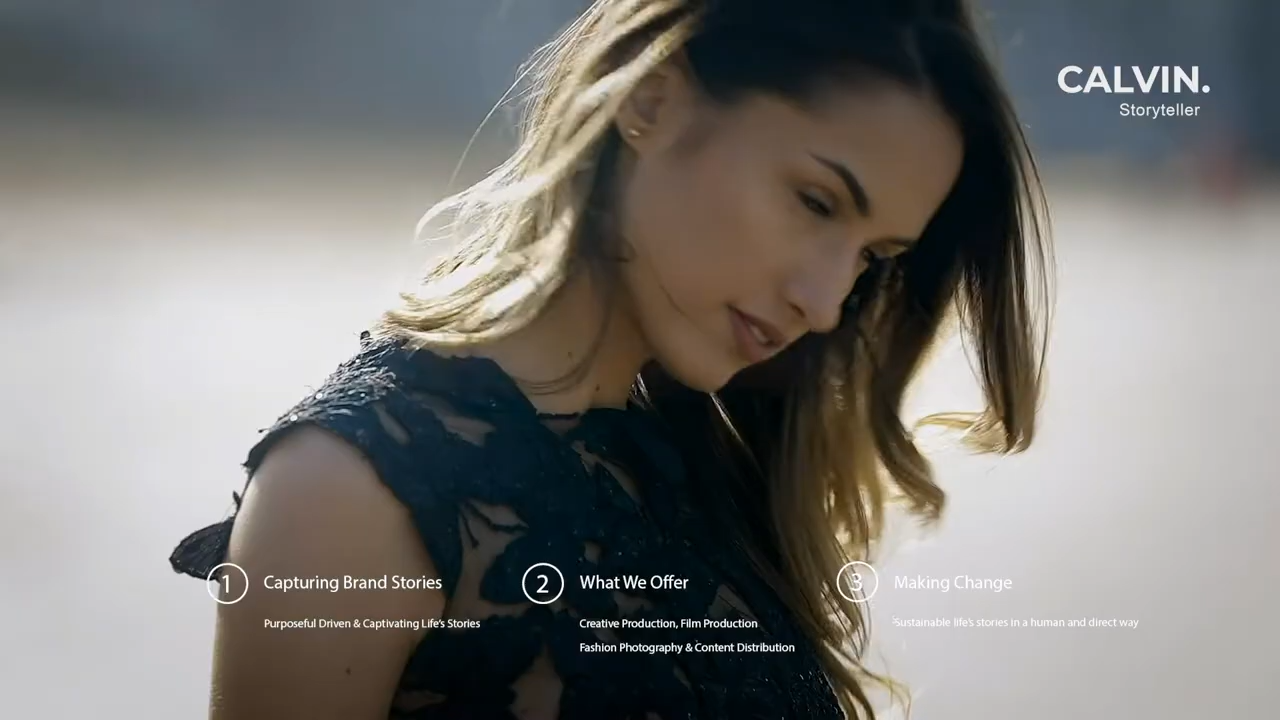 CALVIN.
Storyteller
1 Capturing Brand Stories
Purposeful Driven & Captivating Life's Stories
2 What We Offer
Creative Production, Film Production
Fashion Photography & Content Distribution
3 Making Change
Sustainable life's stories in a human and direct way